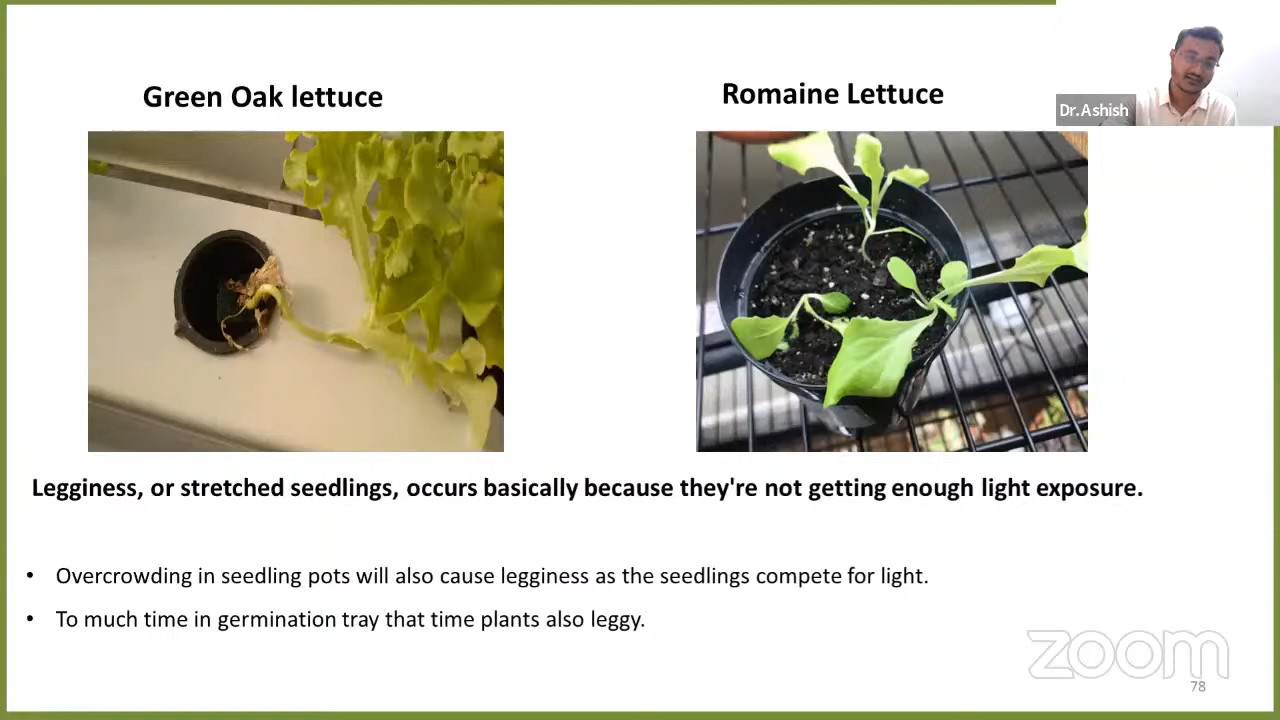 Green Oak lettuce
Romaine Lettuce
Dr.Ashish
Legginess, or stretched seedlings, occurs basically because they're not getting enough light exposure.
• Overcrowding in seedling pots will also cause legginess as the seedlings compete for light.
• To much time in germination tray that time plants also leggy.
zoom
78